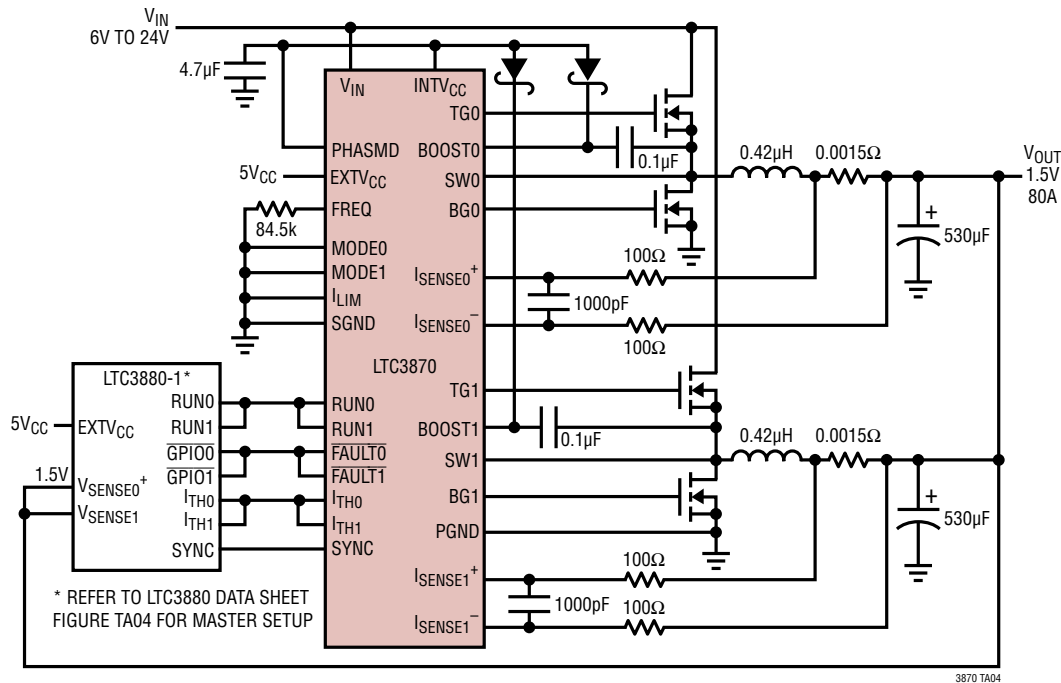 VIN
6V TO 24V
4.7µF
VIN
INTVCC
TG0
PHASMD
BOOST0
0.1µF
0.42µH
0.0015Ω
VOUT
1.5V
80A
5VCC
EXTVCC
SW0
FREQ
BG0
84.5k
530µF
+
MODE0
MODE1
ISENSE0+
100Ω
ILIM
1000pF
SGND
ISENSE0–
100Ω
LTC3870
LTC3880-1*
TG1
RUN0
RUN0
RUN1
RUN1
BOOST1
0.1µF
0.42µH
0.0015Ω
5VCC
EXTVCC
GPIO0
FAULT0
SW1
GPIO1
FAULT1
1.5V
VSENSE0+
ITH0
ITH0
BG1
530µF
+
VSENSE1
ITH1
ITH1
PGND
SYNC
SYNC
ISENSE1+
100Ω
1000pF
ISENSE1–
100Ω
* REFER TO LTC3880 DATA SHEET
FIGURE TA04 FOR MASTER SETUP
3870 TA04